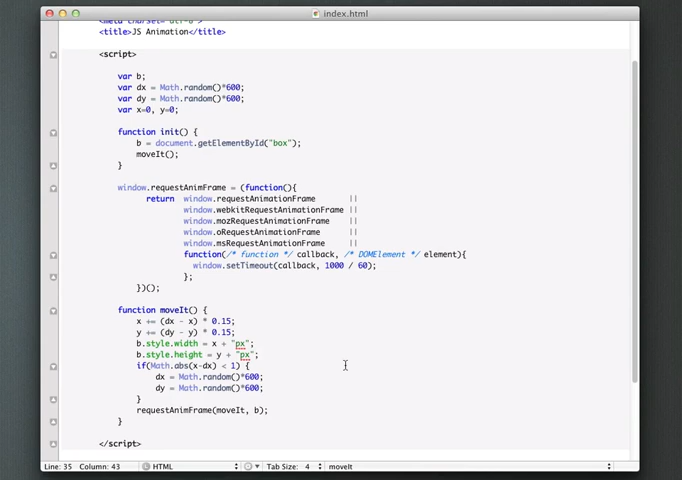 index.html
<meta charset="utf-8">
<title>JS Animation</title>
<script>
var b;
var dx = Math.random()*600;
var dy = Math.random()*600;
var x=0, y=0;
function init() {
b = document.getElementById("box");
moveIt();
}
window.requestAnimFrame = (function(){
return window.requestAnimationFrame ||
window.webkitRequestAnimationFrame ||
window.mozRequestAnimationFrame ||
window.oRequestAnimationFrame ||
window.msRequestAnimationFrame ||
function(/* function */ callback, /* DOMElement */ element){
window.setTimeout(callback, 1000 / 60);
};
})();
function moveIt() {
x += (dx - x) * 0.15;
y += (dy - y) * 0.15;
b.style.width = x + "px";
b.style.height = y + "px";
if(Math.abs(x-dx) < 1) {
dx = Math.random()*600;
dy = Math.random()*600;
}
requestAnimFrame(moveIt, b);
}
</script>
Line: 35 Column: 43 HTML Tab Size: 4 moveIt